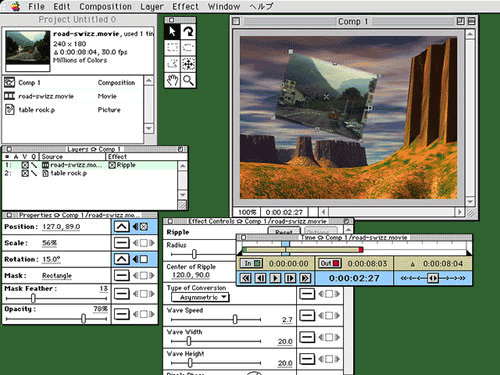 File Edit Composition Layer Effect Window ヘルプ
Project Untitled 0
road-swizz.movie, used 1 tin
240 x 180
Δ 0:00:08:04, 30.0 fps
Millions of Colors
Comp 1 Composition
road-swizz.movie Movie
table rock.p Picture
Comp 1
100% 0:00:02:27
Layers Comp 1
# A V Q Source Effect
1: road-swizz.mo... Ripple
2: table rock.p
Properties Comp 1/road-swizz.movie
Position: 127.0, 89.0
Scale: 56%
Rotation: 15.0°
Mask: Rectangle
Mask Feather: 13
Opacity: 78%
Effect Controls Comp 1/road-swizz.movie
Ripple Reset Options
Radius
Center of Ripple
120.0, 90.0
Type of Conversion
Asymmetric
Wave Speed
2.7
Wave Width
20.0
Wave Height
20.0
Ripple Phase
Time Comp 1/road-swizz.movie
In 0:00:00:00 Out 0:00:08:03 Δ 0:00:08:04
0:00:02:27